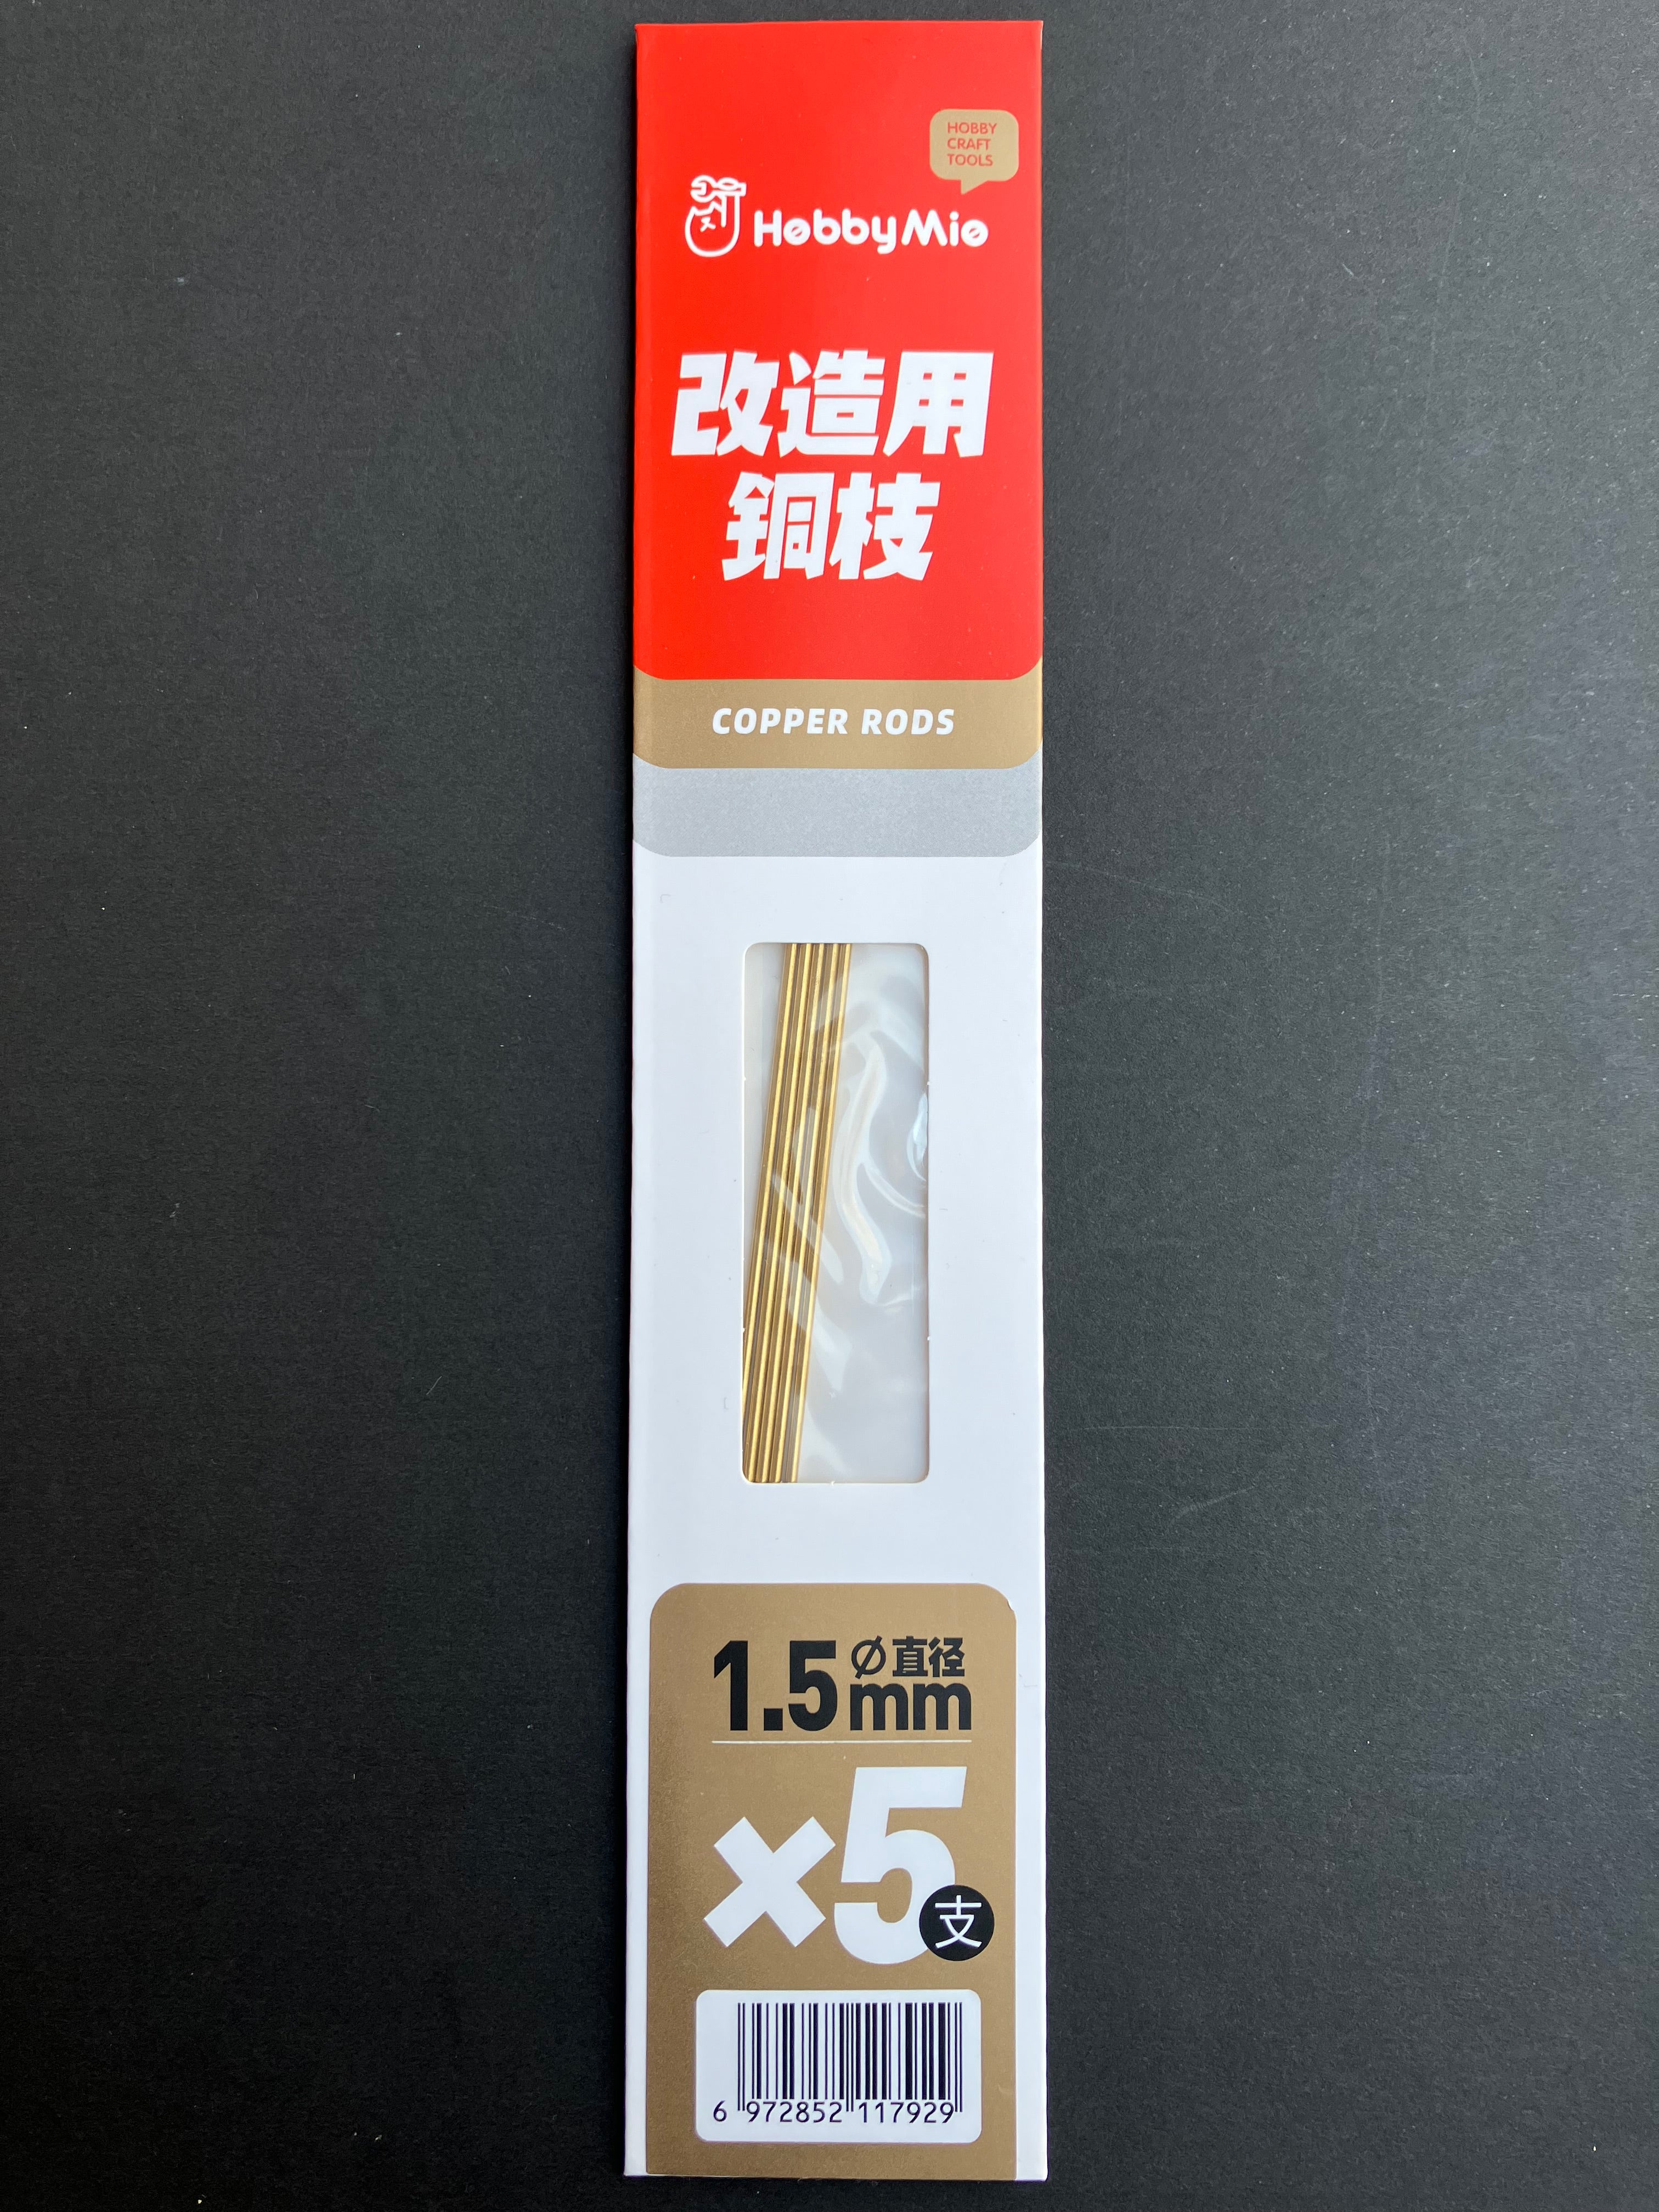 HOBBY
CRAFT
TOOLS
HobbyMio
改造用
銅枝
COPPER RODS
1.5 Ø 直径
mm
×5 支
6 972852 117929